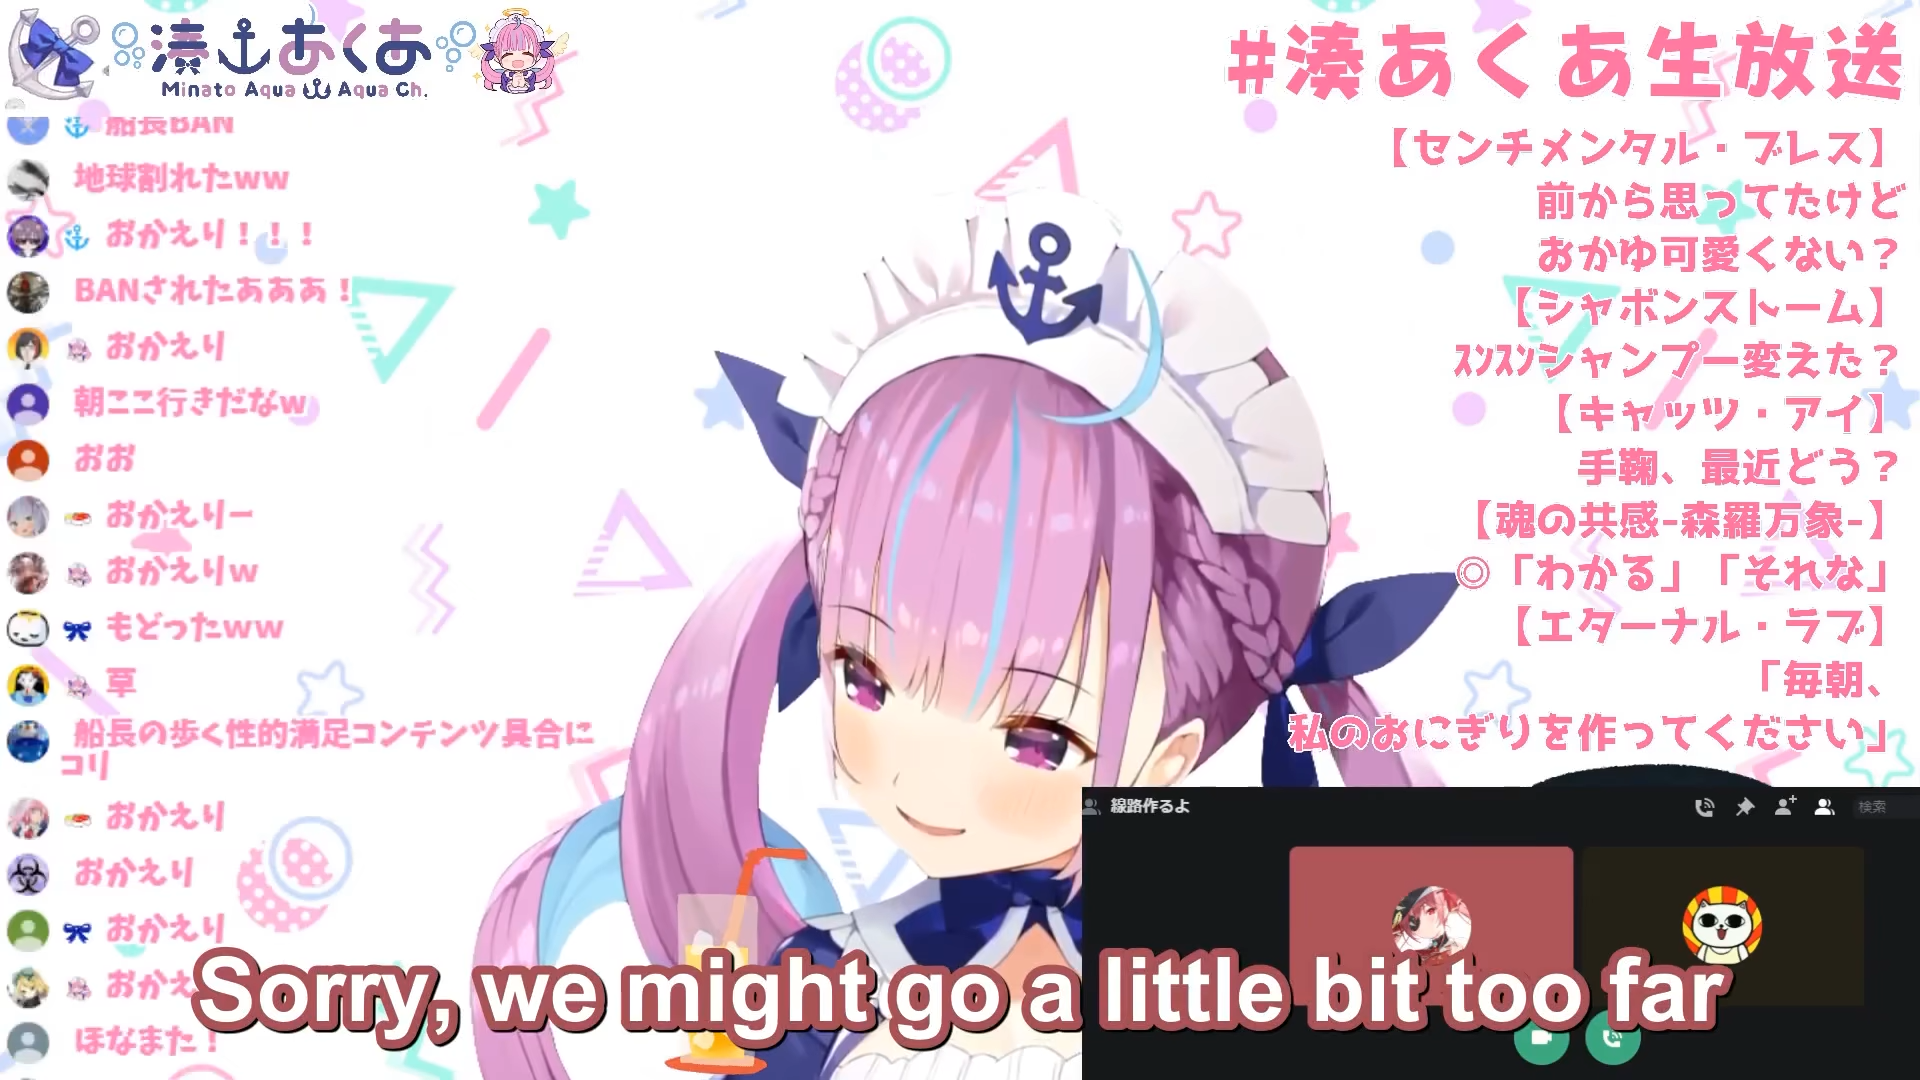 湊あくあ
Minato Aqua Aqua Ch.
船長BAN
地球割れたww
おかえり！！！
BANされたあああ！
おかえり
朝ここ行きだなw
おお
おかえりー
おかえりw
もどったww
草
船長の歩く性的満足コンテンツ具合に
コリ
おかえり
おかえり
おかえり
おかえ
ほなまた！
#湊あくあ生放送
【センチメンタル・ブレス】
前から思ってたけど
おかゆ可愛くない？
【シャボンストーム】
ｽﾝｽﾝシャンプー変えた？
【キャッツ・アイ】
手鞠、最近どう？
【魂の共感-森羅万象-】
◎「わかる」「それな」
【エターナル・ラブ】
「毎朝、
私のおにぎりを作ってください」
線路作るよ
検索
Sorry, we might go a little bit too far